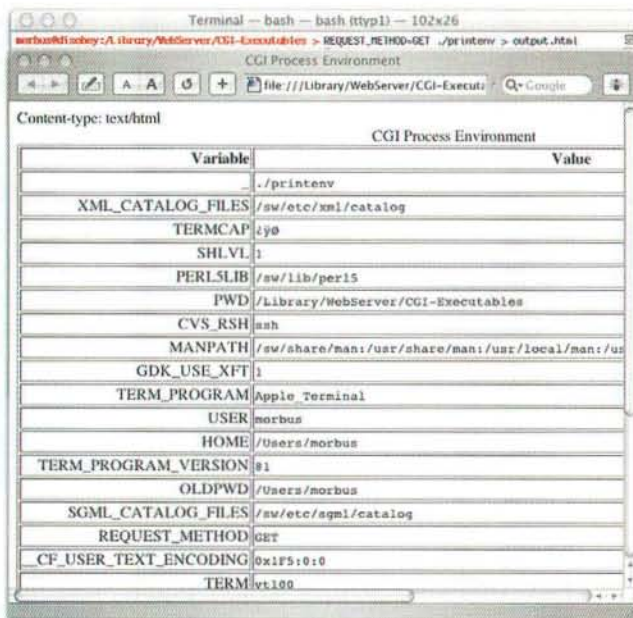 Terminal — bash — bash (ttyp1) — 102x26
morbus@disobey:/Library/WebServer/CGI-Executables > REQUEST_METHOD=GET ./printenv > output.html
CGI Process Environment
A A file:///Library/WebServer/CGI-Executa Google
Content-type: text/html
CGI Process Environment
Variable Value
_ ./printenv
XML_CATALOG_FILES /sw/etc/xml/catalog
TERMCAP ¿ÿø
SHLVL 1
PERL5LIB /sw/lib/perl5
PWD /Library/WebServer/CGI-Executables
CVS_RSH ssh
MANPATH /sw/share/man:/usr/share/man:/usr/local/man:/us
GDK_USE_XFT 1
TERM_PROGRAM Apple_Terminal
USER morbus
HOME /Users/morbus
TERM_PROGRAM_VERSION 81
OLDPWD /Users/morbus
SGML_CATALOG_FILES /sw/etc/sgml/catalog
REQUEST_METHOD GET
__CF_USER_TEXT_ENCODING 0x1F5:0:0
TERM vt100